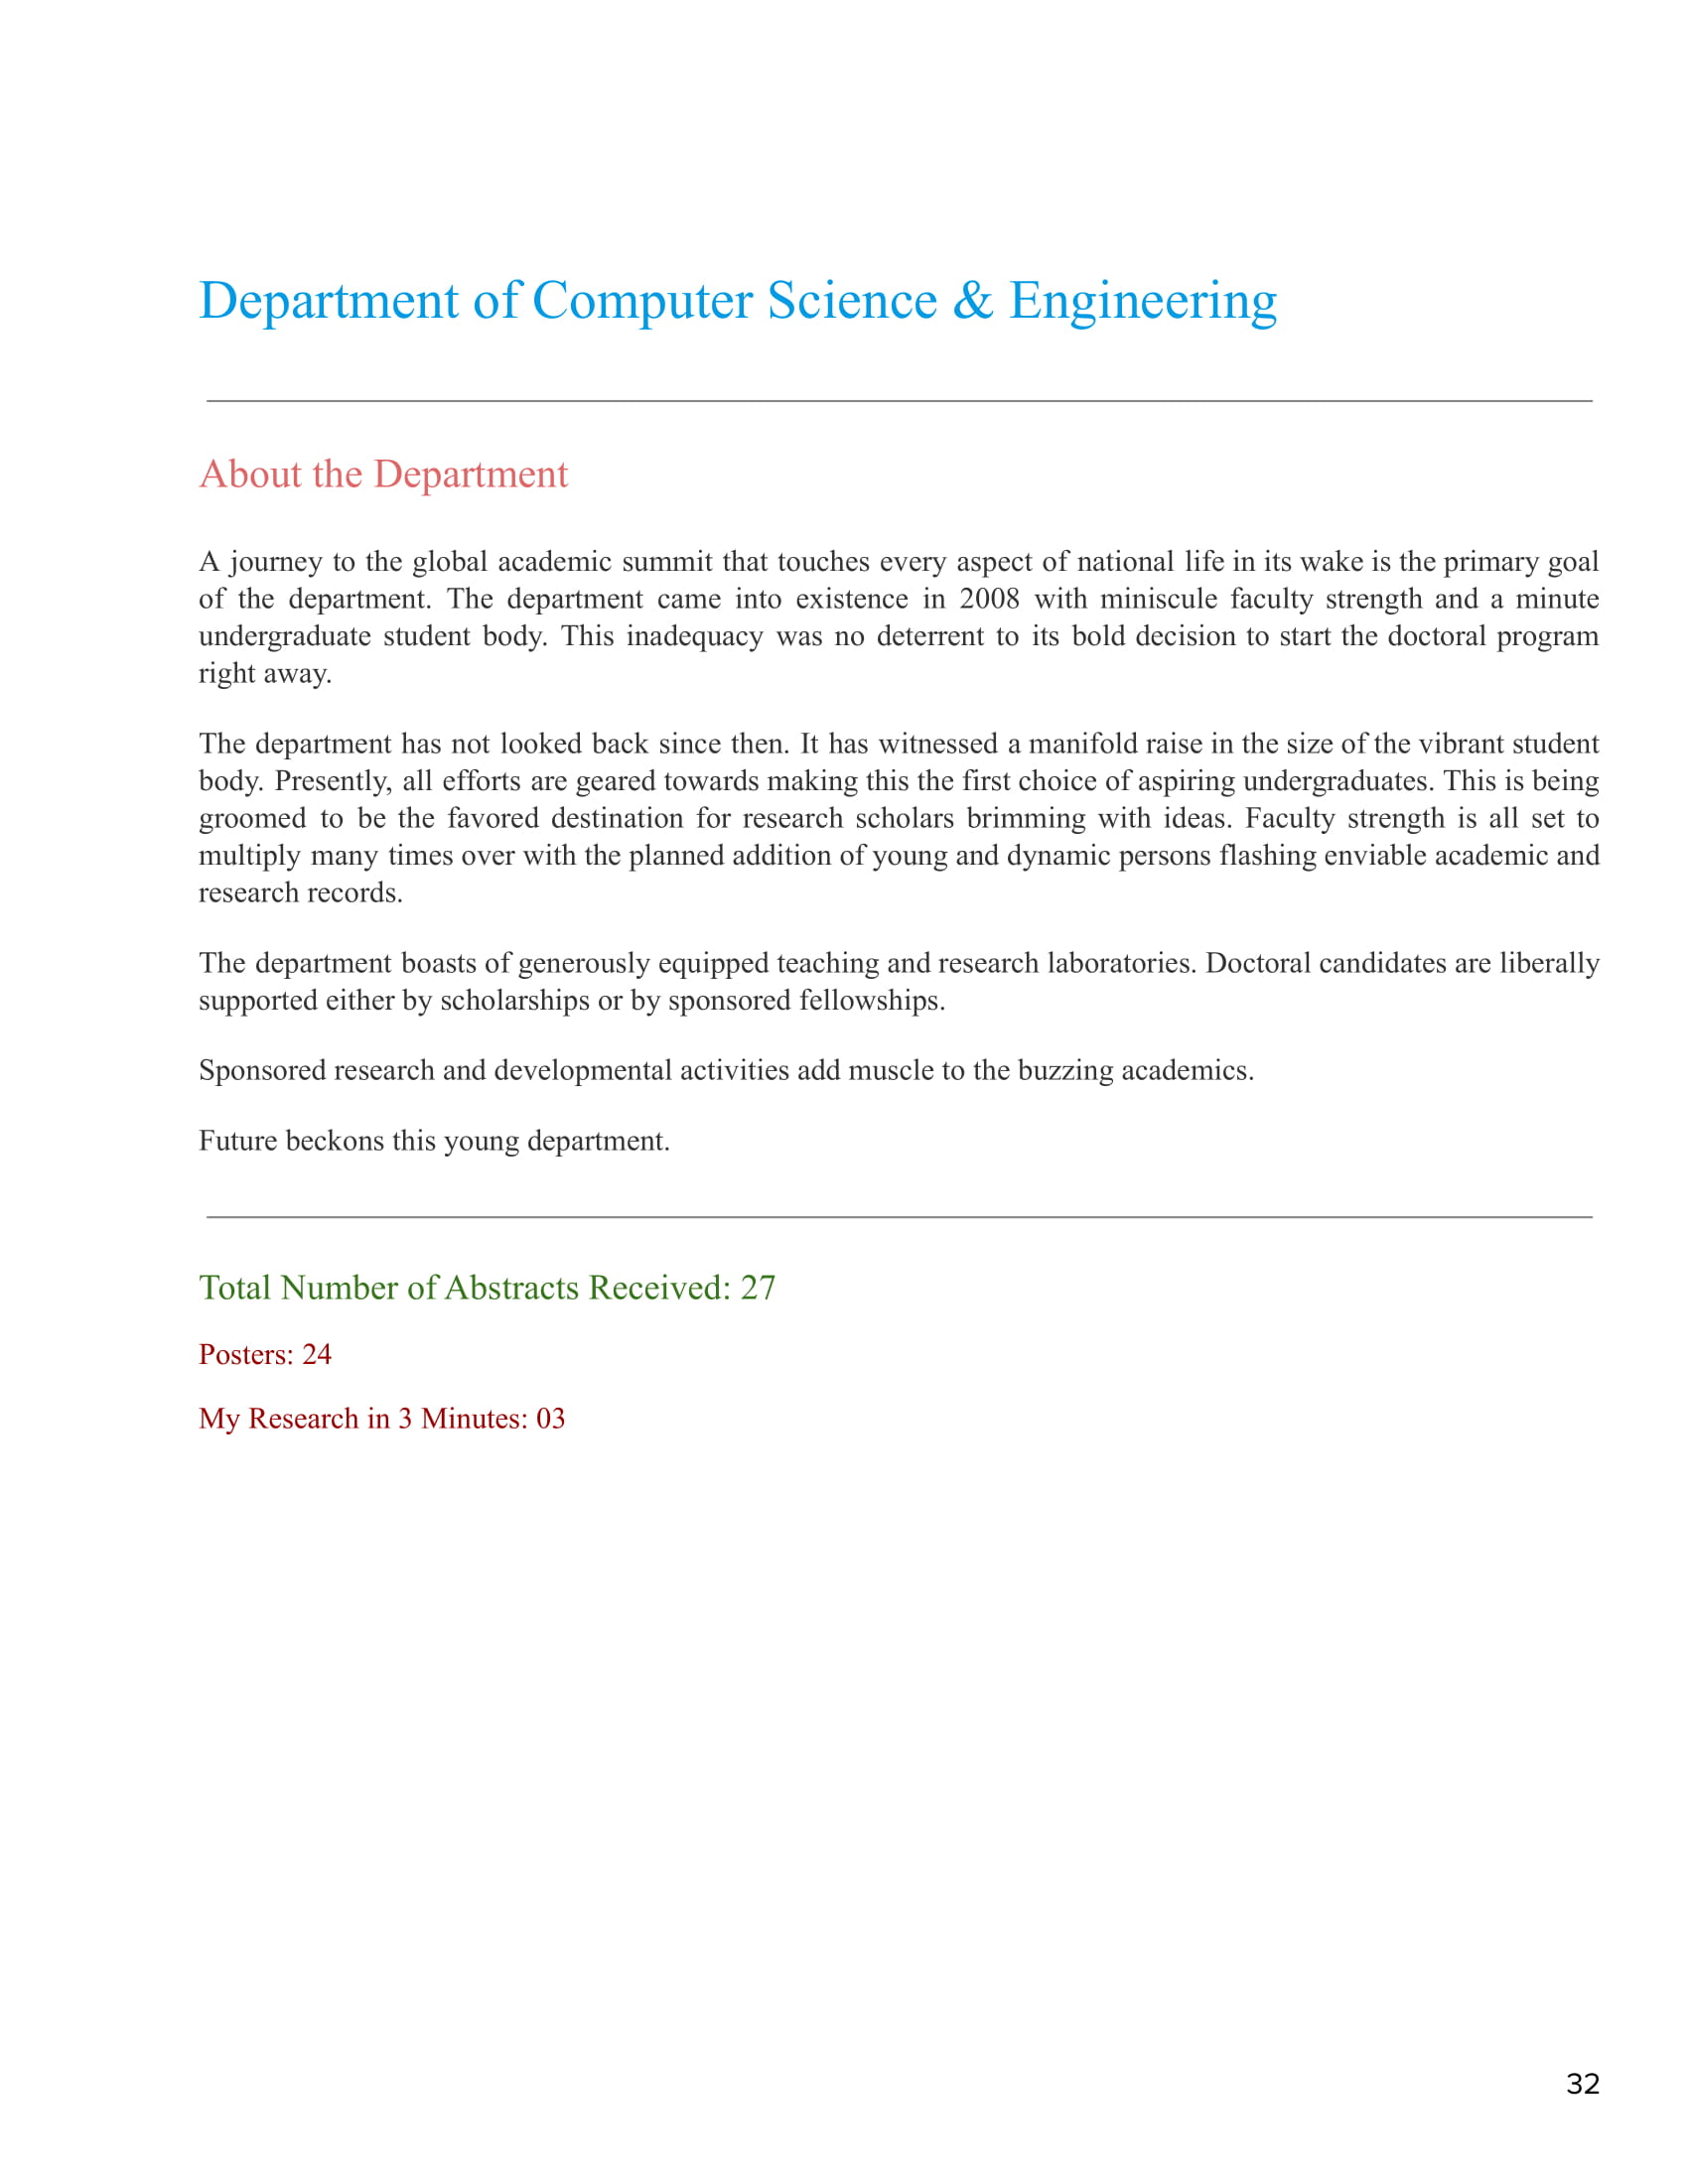 Department of Computer Science & Engineering
About the Department
A journey to the global academic summit that touches every aspect of national life in its wake is the primary goal
of the department. The department came into existence in 2008 with miniscule faculty strength and a minute
undergraduate student body. This inadequacy was no deterrent to its bold decision to start the doctoral program
right away.
The department has not looked back since then. It has witnessed a manifold raise in the size of the vibrant student
body. Presently, all efforts are geared towards making this the first choice of aspiring undergraduates. This is being
groomed to be the favored destination for research scholars brimming with ideas. Faculty strength is all set to
multiply many times over with the planned addition of young and dynamic persons flashing enviable academic and
research records.
The department boasts of generously equipped teaching and research laboratories. Doctoral candidates are liberally
supported either by scholarships or by sponsored fellowships.
Sponsored research and developmental activities add muscle to the buzzing academics.
Future beckons this young department.
Total Number of Abstracts Received: 27
Posters: 24
My Research in 3 Minutes: 03
32